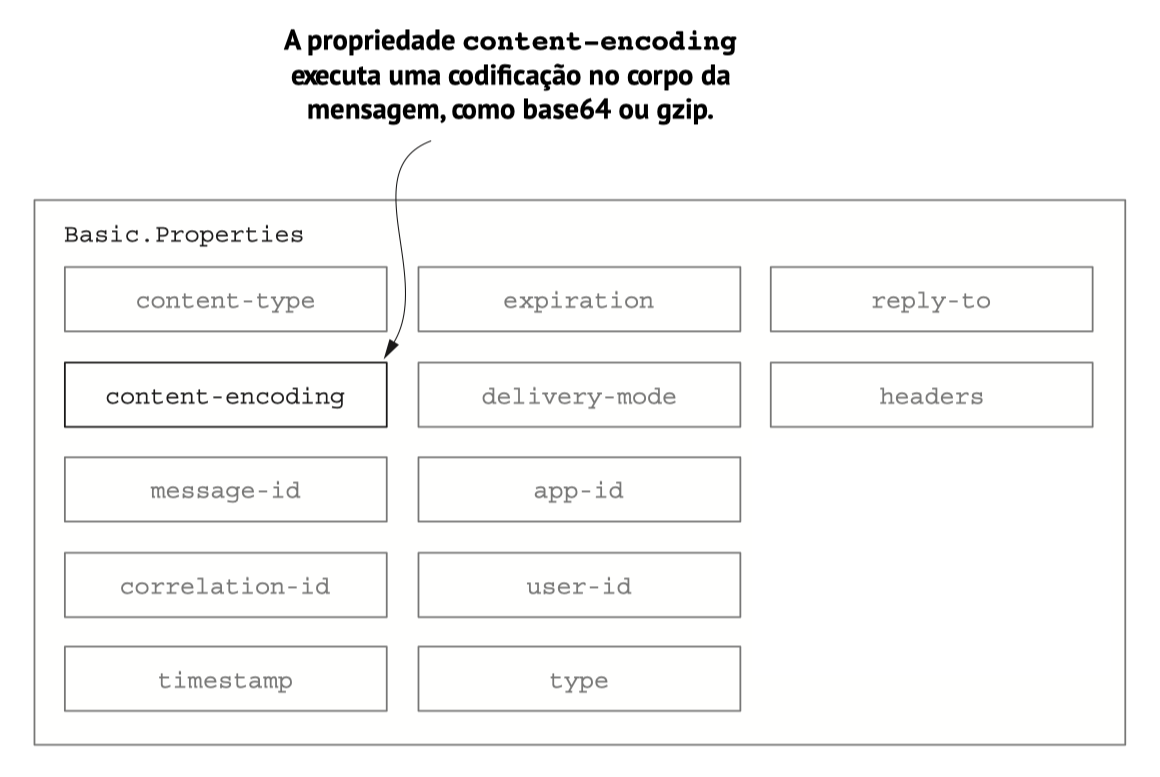 A propriedade content-encoding
executa uma codificação no corpo da
mensagem, como base64 ou gzip.
Basic.Properties
content-type
expiration
reply-to
content-encoding
delivery-mode
headers
message-id
app-id
correlation-id
user-id
timestamp
type